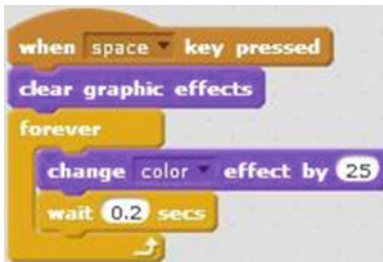 when space key pressed
clear graphic effects
forever
change color effect by 25
wait 0.2 secs